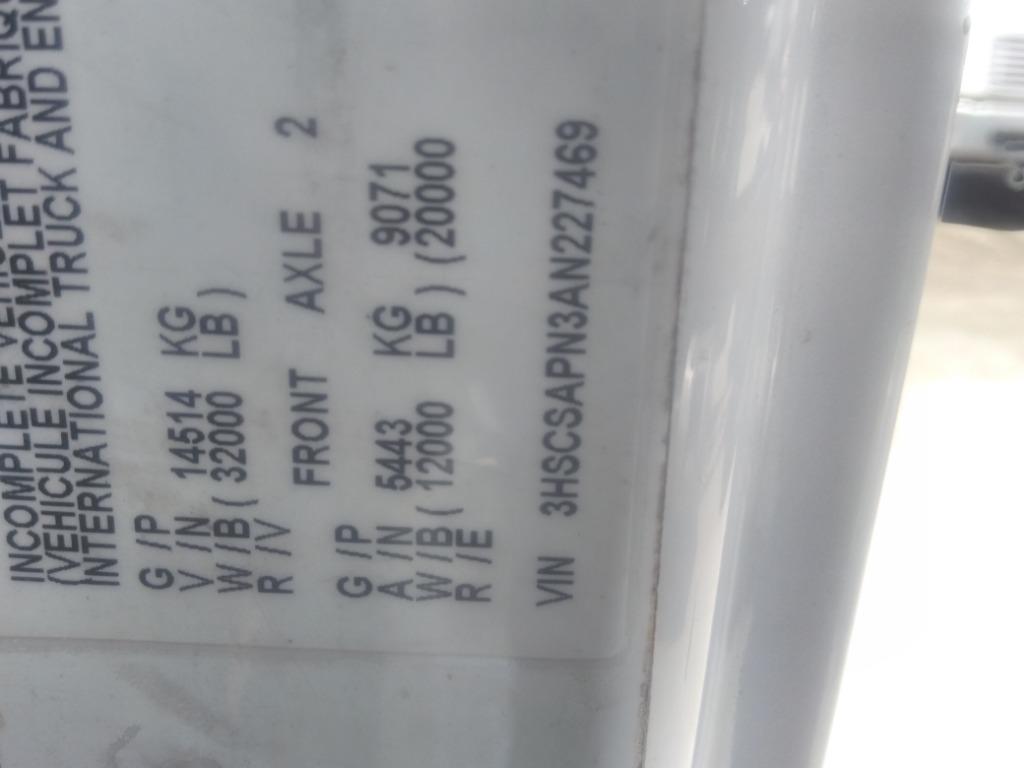 INCOMPLETE VEHICULE FABRIQ
(VEHICULE INCOMPLET FABRIQ
INTERNATIONAL TRUCK AND EN
G /P
V /N 14514 KG
W /B ( 32000 LB )
R /V
FRONT AXLE 2
G /P
A /N 5443 KG 9071
W /B ( 12000 LB ) (20000
R /E
VIN 3HSCSAPN3AN227469